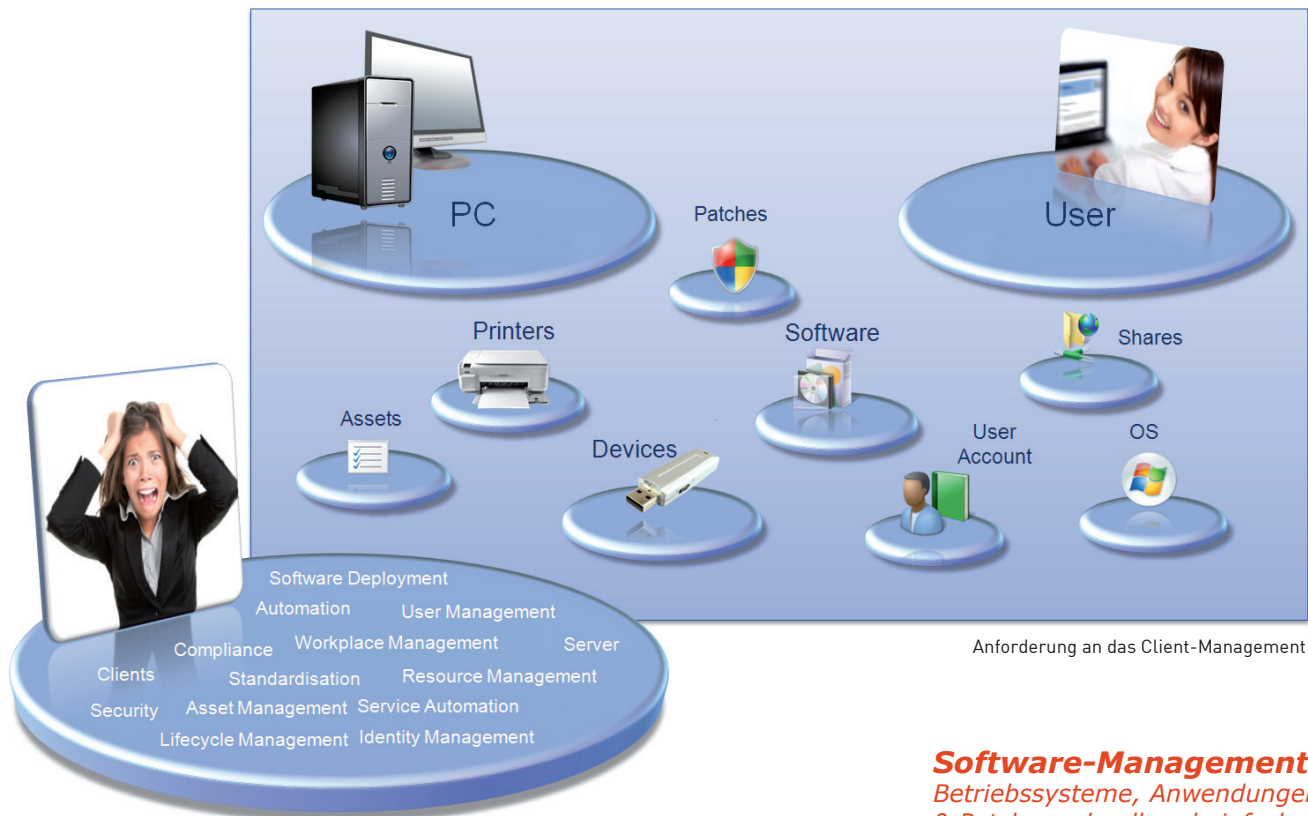 PC
User
Patches
Printers
Software
Shares
Assets
Devices
User
Account
OS
Software Deployment
Automation
User Management
Compliance
Workplace Management
Server
Clients
Standardisation
Resource Management
Security
Asset Management
Service Automation
Lifecycle Management
Identity Management
Anforderung an das Client-Management
Software-Management
Betriebssysteme,